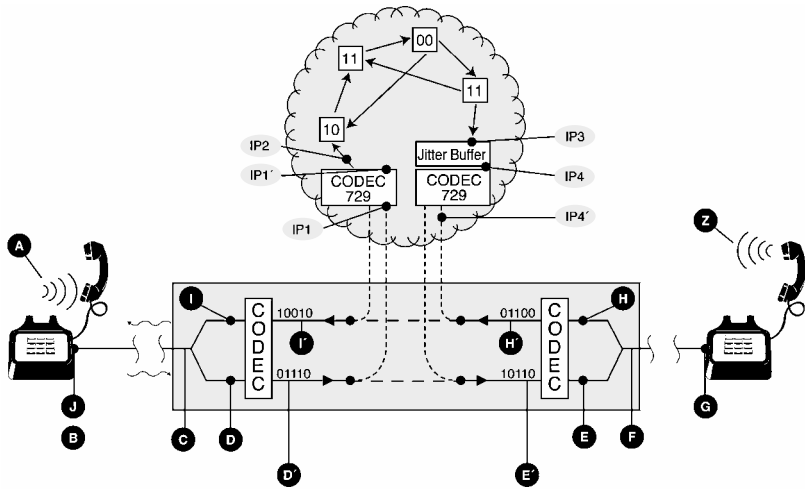 00
11
11
10
IP3
IP2
Jitter Buffer
IP1´
IP4
CODEC
729
CODEC
729
IP4´
IP1
A
Z
I
H
10010
01100
CODEC
CODEC
I´
H´
01110
10110
J
G
C
D
E
F
B
D´
E´